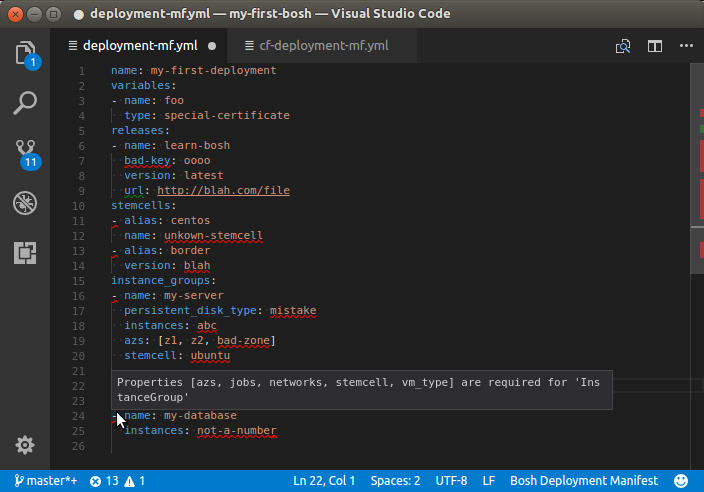 deployment-mf.yml — my-first-bosh — Visual Studio Code
deployment-mf.yml
cf-deployment-mf.yml
1 name: my-first-deployment
2 variables:
3 - name: foo
4 type: special-certificate
5 releases:
6 - name: learn-bosh
7 bad-key: oooo
8 version: latest
9 url: http://blah.com/file
10 stemcells:
11 - alias: centos
12 name: unkown-stemcell
13 - alias: border
14 version: blah
15 instance_groups:
16 - name: my-server
17 persistent_disk_type: mistake
18 instances: abc
19 azs: [z1, z2, bad-zone]
20 stemcell: ubuntu
21
22
23
Properties [azs, jobs, networks, stemcell, vm_type] are required for 'Ins
tanceGroup'
24 - name: my-database
25 instances: not-a-number
26
1
11
master*+ 13 1 Ln 22, Col 1 Spaces: 2 UTF-8 LF Bosh Deployment Manifest